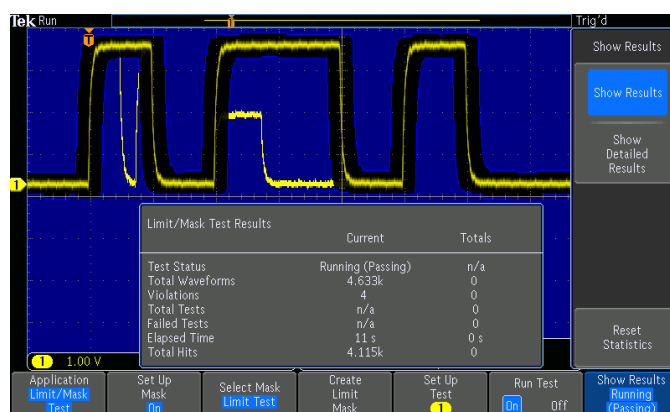 Tek Run Trig'd
T
Show Results
Show Results
Show
Detailed
Results
1
Limit/Mask Test Results
Current Totals
Test Status Running (Passing) n/a
Total Waveforms 4.633k 0
Violations 4 0
Total Tests n/a 0
Failed Tests n/a 0
Elapsed Time 11 s 0 s
Total Hits 4.115k 0
Reset
Statistics
1 1.00 V
Application
Limit/Mask
Test
Set Up
Mask
On
Select Mask
Limit Test
Create
Limit
Mask
Set Up
Test
1
Run Test
On Off
Show Results
Running
(Passing)